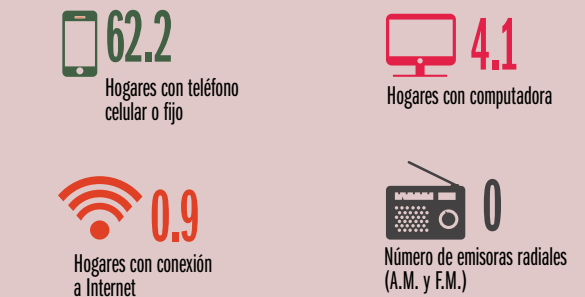 62.2
Hogares con teléfono
celular o fijo
4.1
Hogares con computadora
0.9
Hogares con conexión
a Internet
0
Número de emisoras radiales
(A.M. y F.M.)